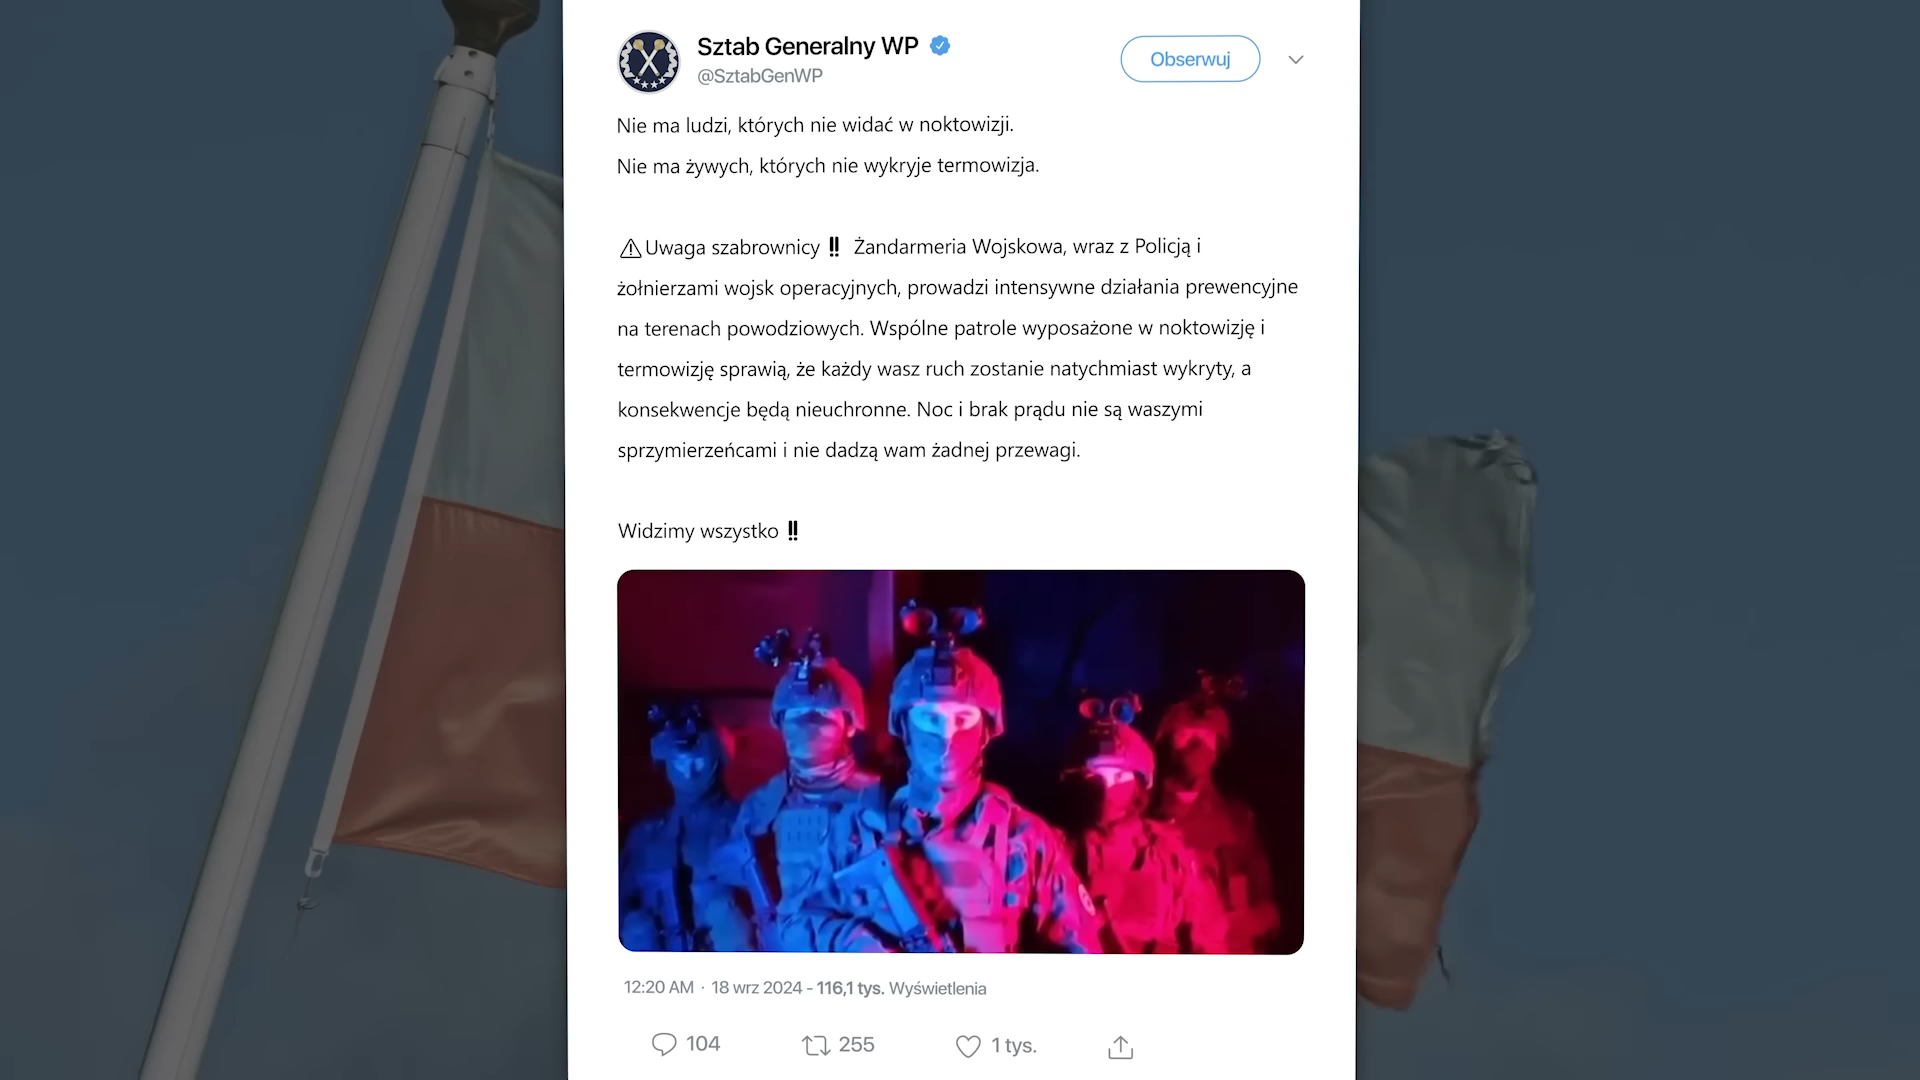 Sztab Generalny WP
@SztabGenWP
Obserwuj
Nie ma ludzi, których nie widać w noktowizji.
Nie ma żywych, których nie wykryje termowizja.
⚠Uwaga szabrownicy ‼ Żandarmeria Wojskowa, wraz z Policją i
żołnierzami wojsk operacyjnych, prowadzi intensywne działania prewencyjne
na terenach powodziowych. Wspólne patrole wyposażone w noktowizję i
termowizję sprawią, że każdy wasz ruch zostanie natychmiast wykryty, a
konsekwencje będą nieuchronne. Noc i brak prądu nie są waszymi
sprzymierzeńcami i nie dadzą wam żadnej przewagi.
Widzimy wszystko ‼
12:20 AM · 18 wrz 2024 - 116,1 tys. Wyświetlenia
104
255
1 tys.